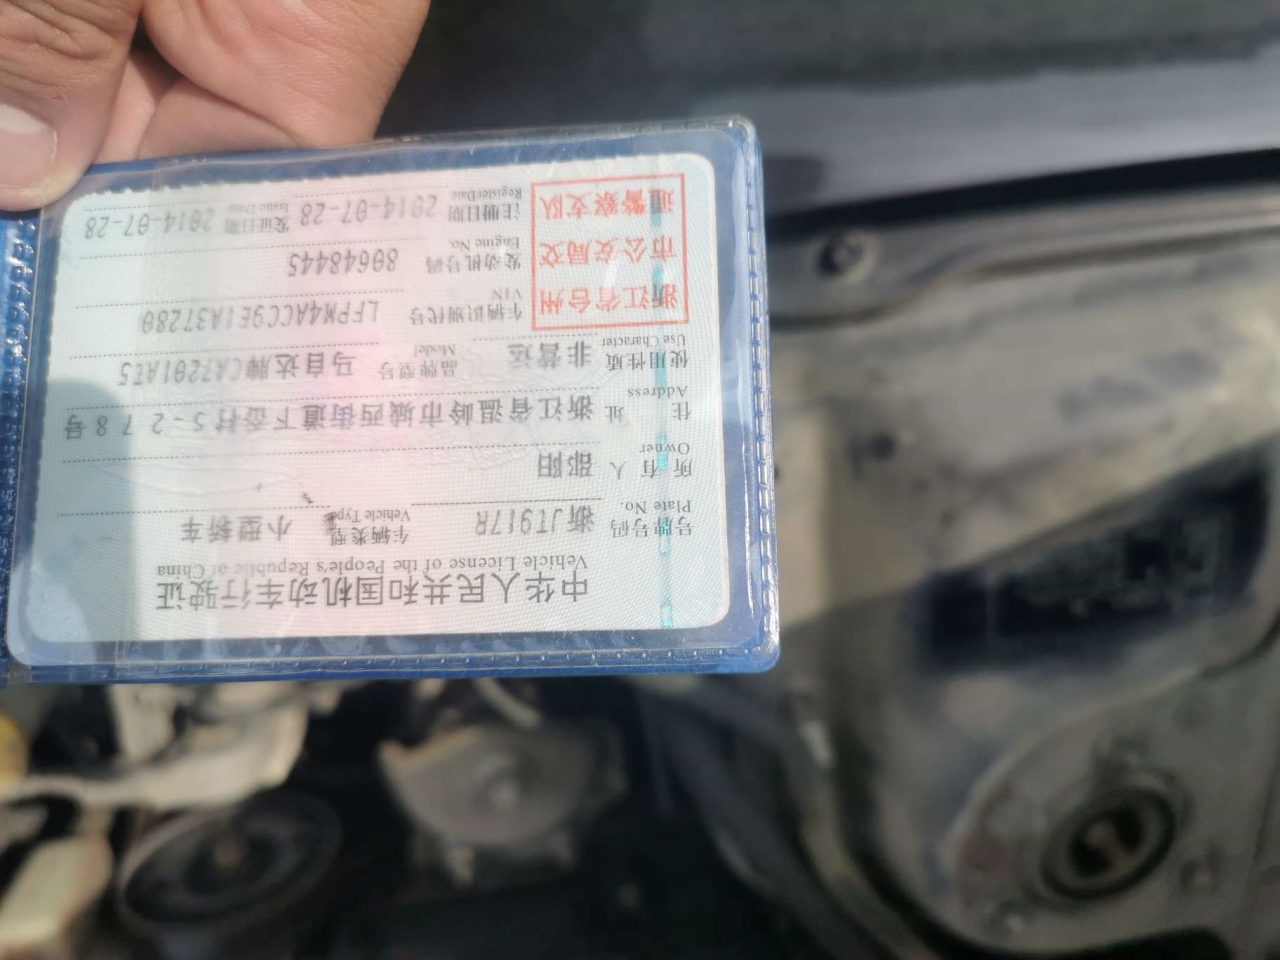 中华人民共和国机动车行驶证
Vehicle License of the People's Republic of China
号牌号码 浙JT917R 车辆类型 小型轿车
Plate No. Vehicle Type
所有人 邵阳
Owner
住址 浙江省温岭市城西街道下岙村S-278号
Address
使用性质 非营运 品牌型号 马自达牌CA7201AT5
Use Character Model
浙江省台州市公安局交通警察支队
车辆识别代号 LFPM4ACC9E1A37280
VIN
发动机号码 80648445
Engine No.
注册日期 2014-07-28 发证日期 2014-07-28
Register Date Issue Date